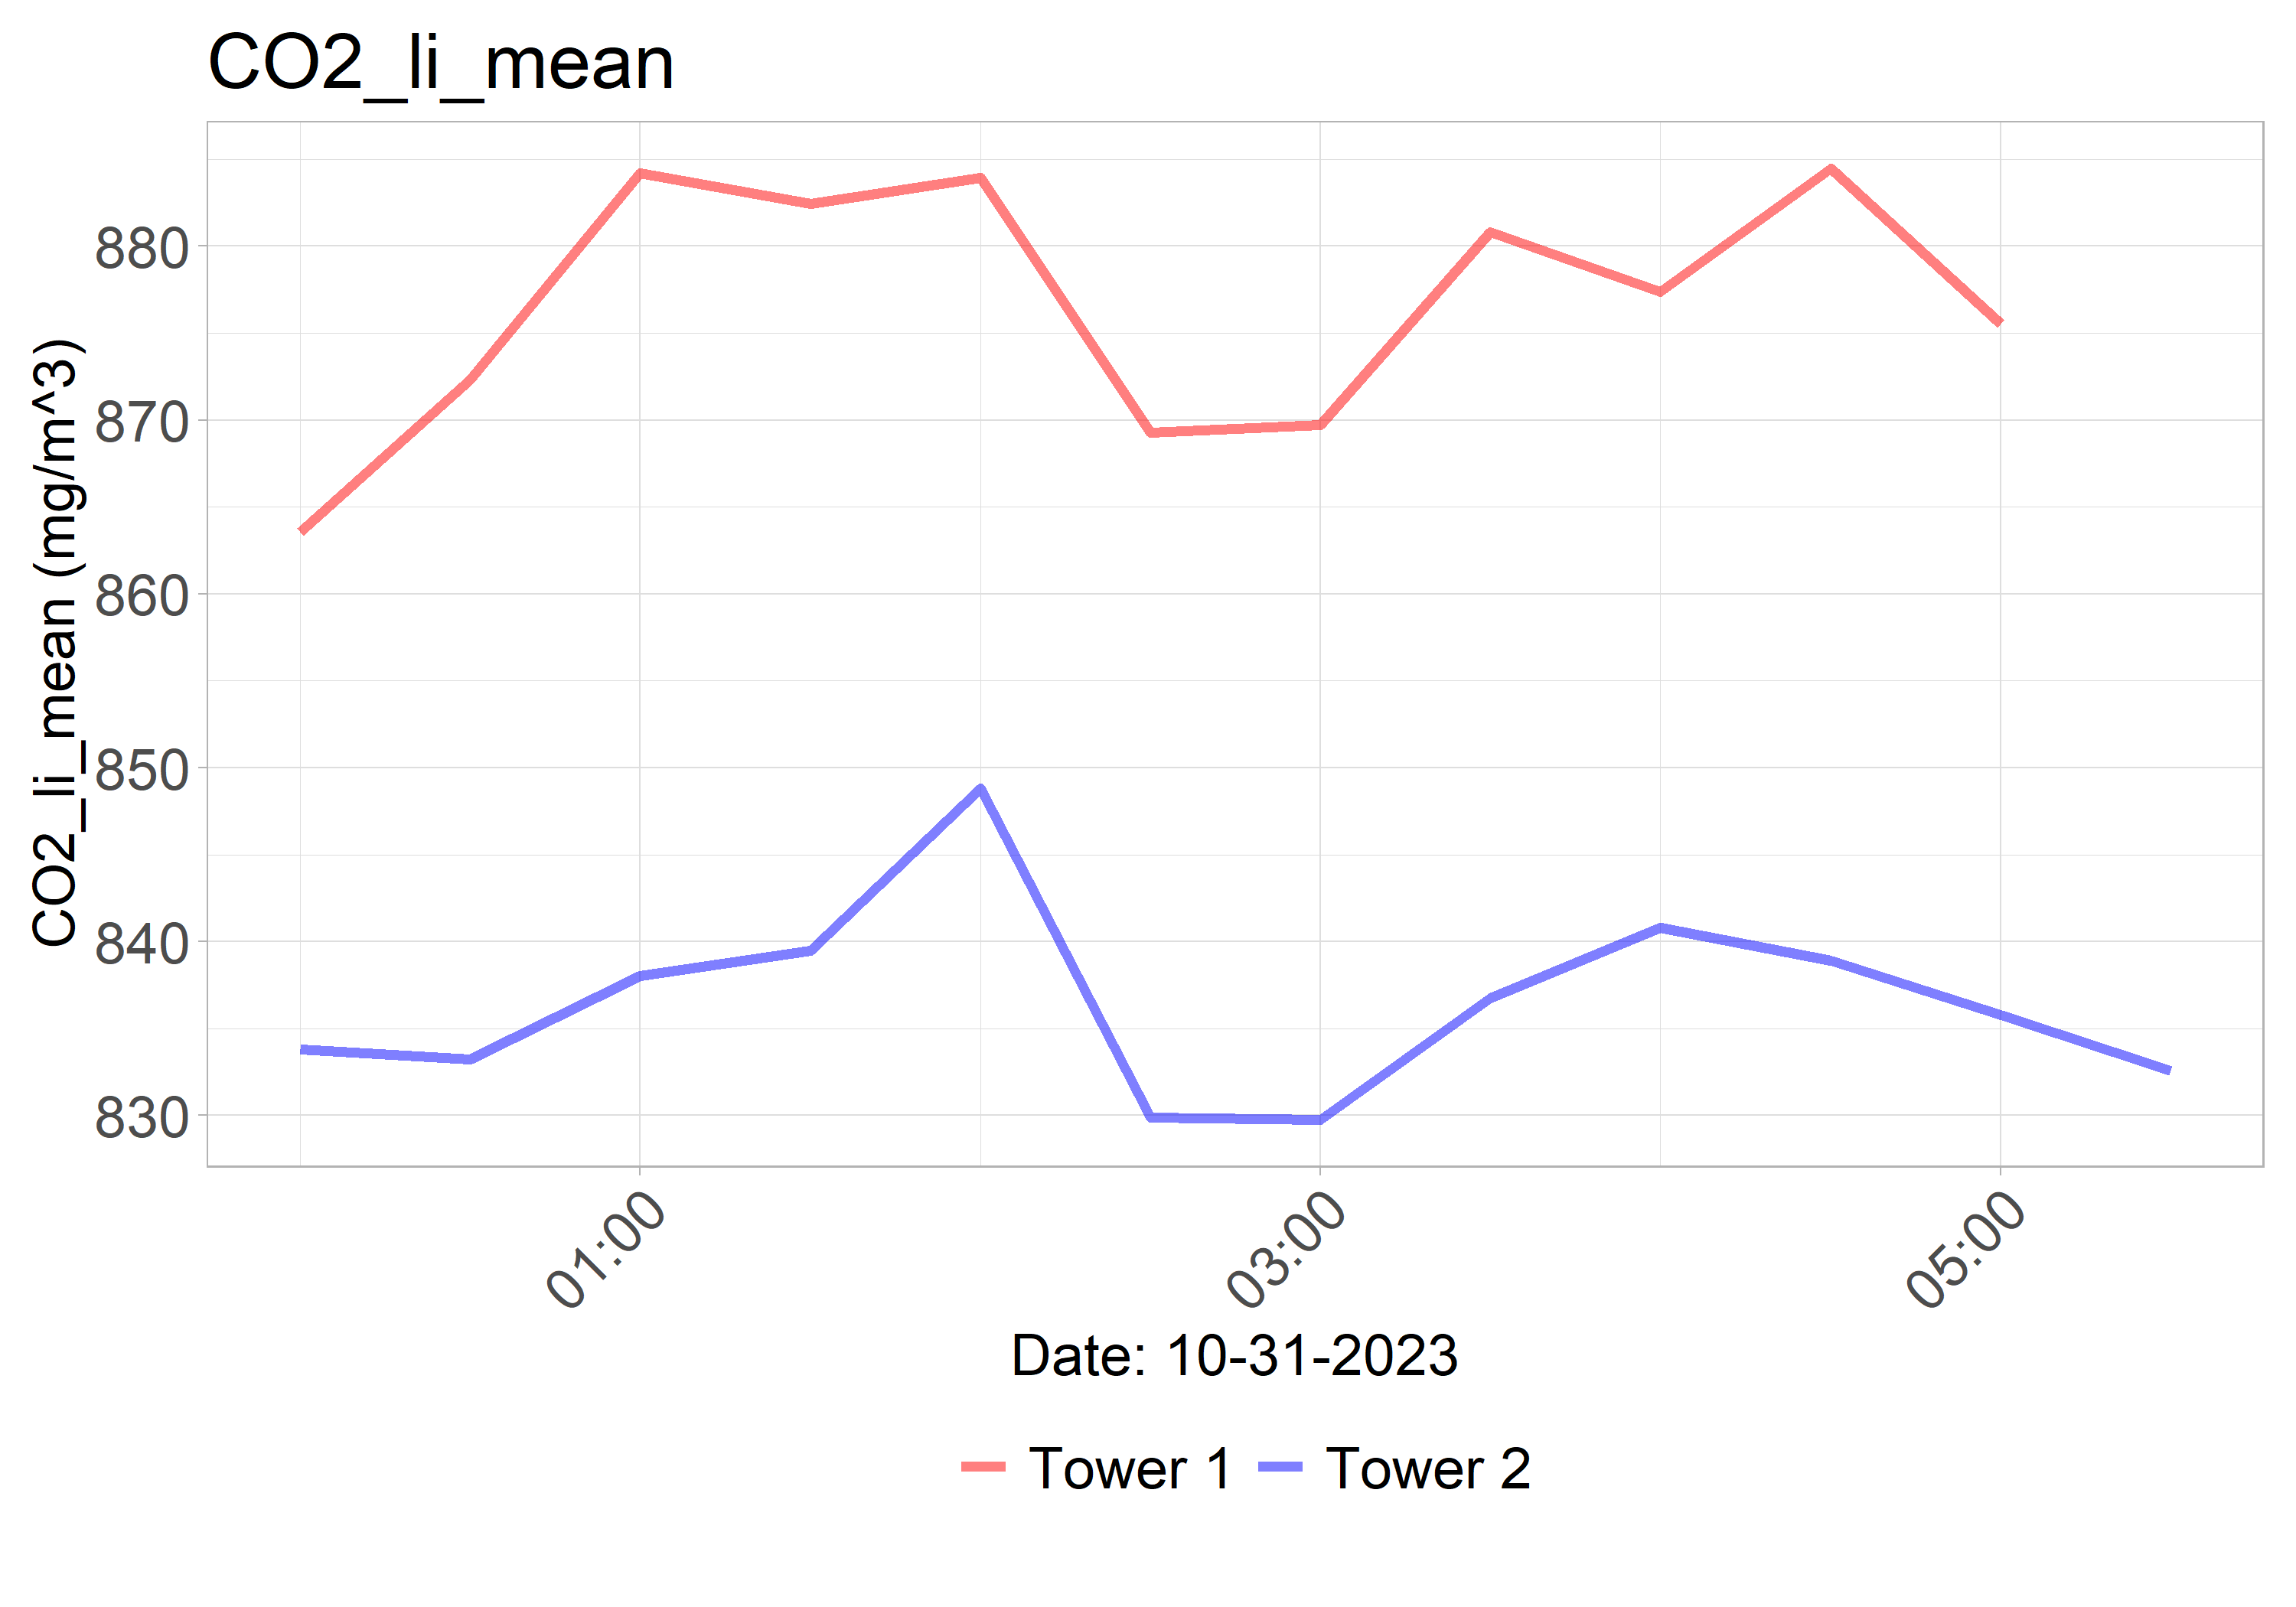 CO2_li_mean
CO2_li_mean (mg/m^3)
880
870
860
850
840
830
01:00
03:00
05:00
Date: 10-31-2023
Tower 1
Tower 2